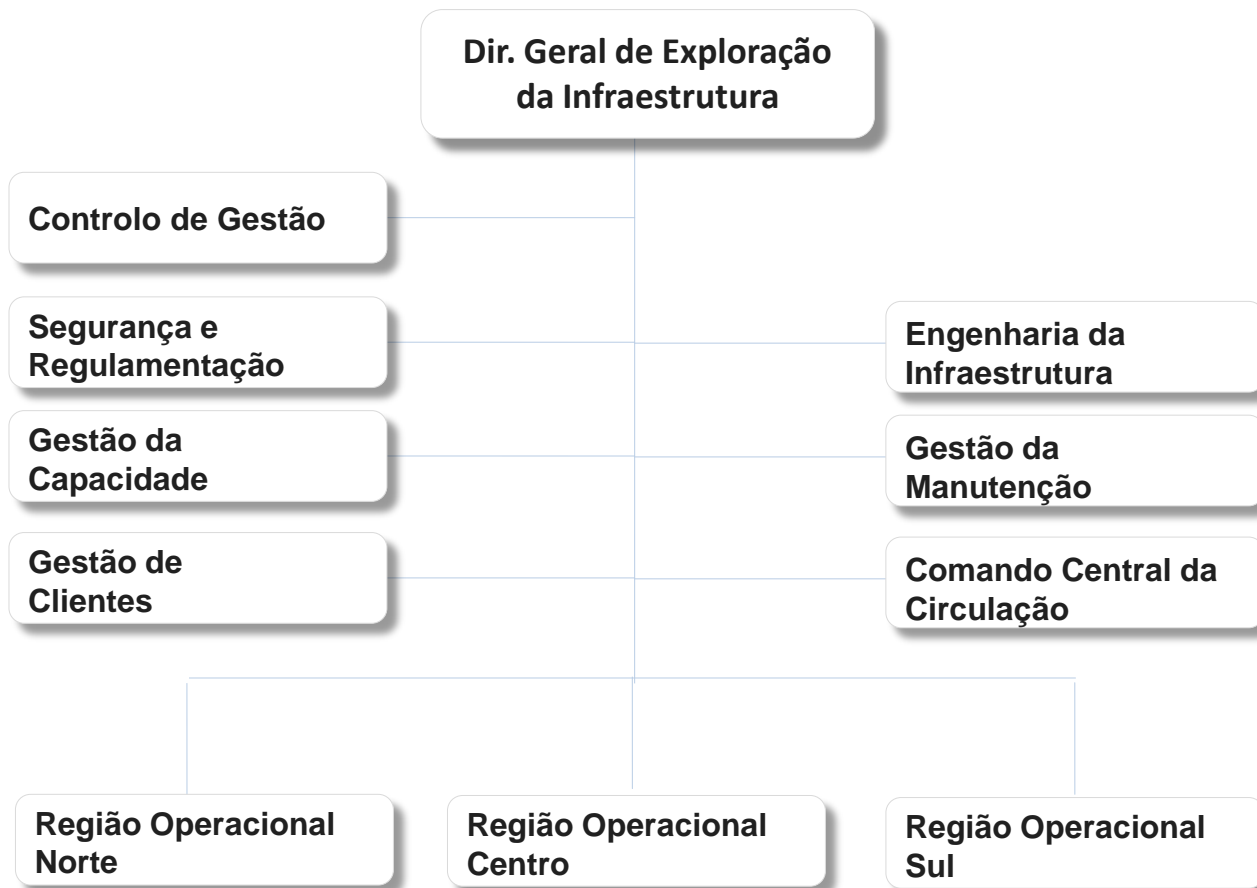 Dir. Geral de Exploração
da Infraestrutura
Controlo de Gestão
Segurança e
Regulamentação
Engenharia da
Infraestrutura
Gestão da
Capacidade
Gestão da
Manutenção
Gestão de
Clientes
Comando Central da
Circulação
Região Operacional
Norte
Região Operacional
Centro
Região Operacional
Sul